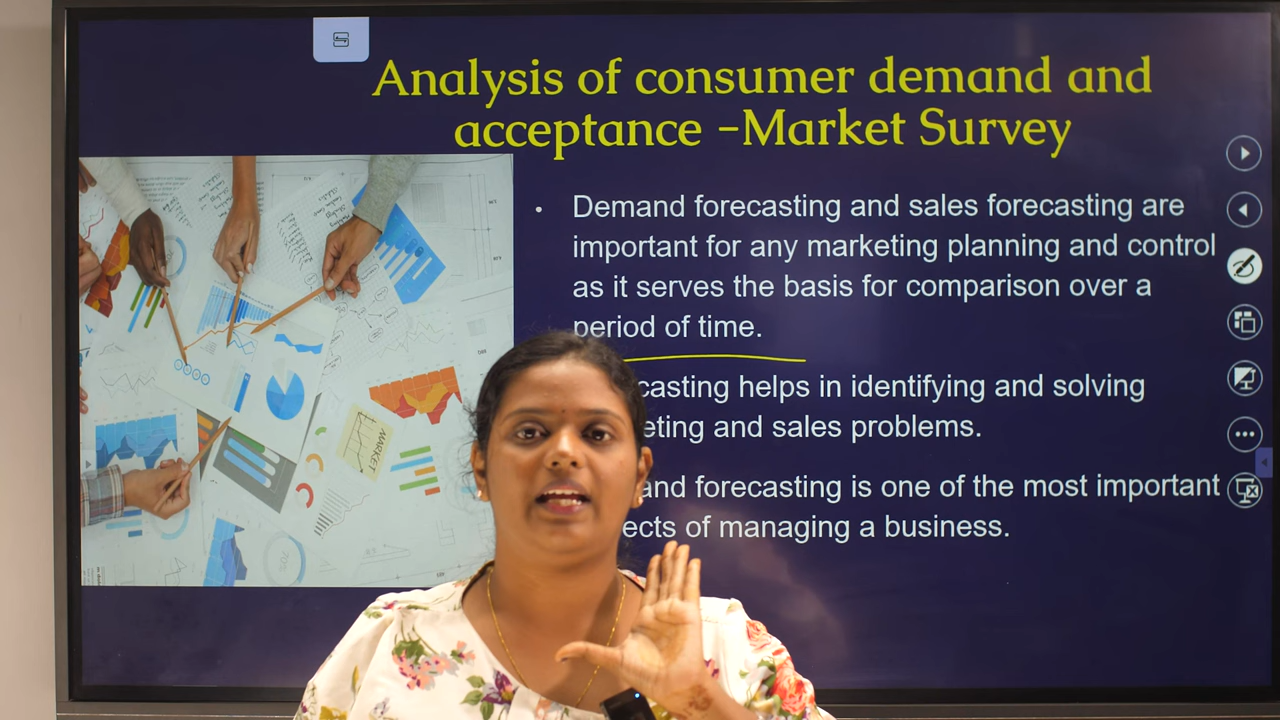 Analysis of consumer demand and
acceptance -Market Survey
• Demand forecasting and sales forecasting are
important for any marketing planning and control
as it serves the basis for comparison over a
period of time.
casting helps in identifying and solving
eting and sales problems.
and forecasting is one of the most important
ects of managing a business.
MARKET